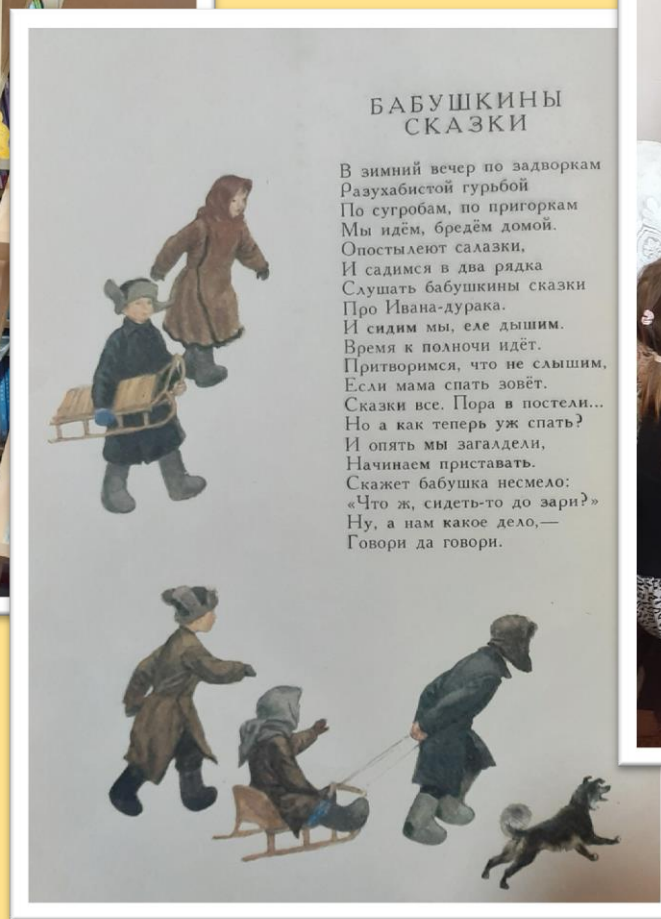 БАБУШКИНЫ
СКАЗКИ
В зимний вечер по задворкам
Разухабистой гурьбой
По сугробам, по пригоркам
Мы идём, бредём домой.
Опостылеют салазки,
И садимся в два рядка
Слушать бабушкины сказки
Про Ивана-дурака.
И сидим мы, еле дышим.
Время к полночи идёт.
Притворимся, что не слышим,
Если мама спать зовёт.
Сказки все. Пора в постели...
Но а как теперь уж спать?
И опять мы загалдели,
Начинаем приставать.
Скажет бабушка несмело:
«Что ж, сидеть-то до зари?»
Ну, а нам какое дело,—
Говори да говори.